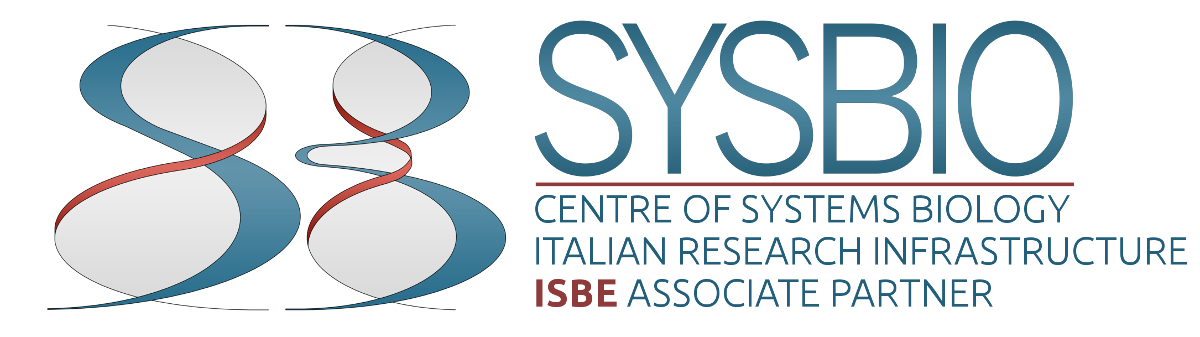 SYSBIO
CENTRE OF SYSTEMS BIOLOGY
ITALIAN RESEARCH INFRASTRUCTURE
ISBE ASSOCIATE PARTNER